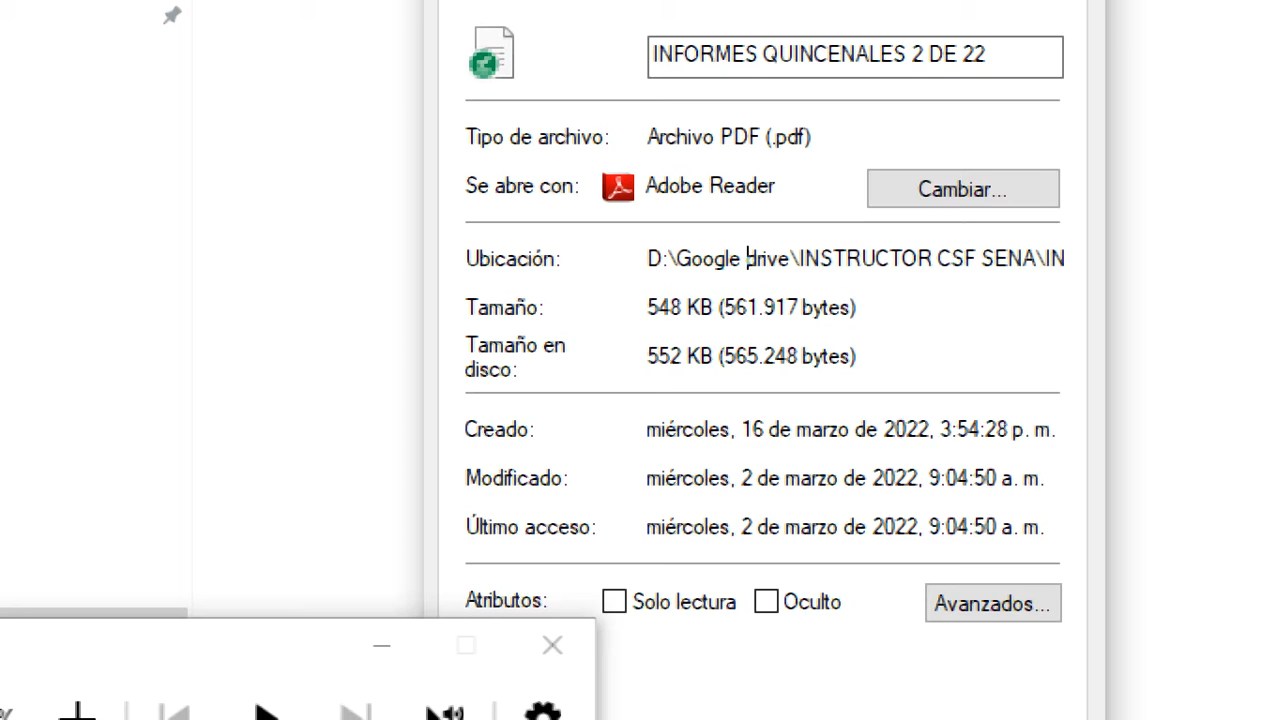 INFORMES QUINCENALES 2 DE 22
Tipo de archivo: Archivo PDF (.pdf)
Se abre con: Adobe Reader Cambiar...
Ubicación: D:\Google drive\INSTRUCTOR CSF SENA\IN
Tamaño: 548 KB (561.917 bytes)
Tamaño en disco: 552 KB (565.248 bytes)
Creado: miércoles, 16 de marzo de 2022, 3:54:28 p. m.
Modificado: miércoles, 2 de marzo de 2022, 9:04:50 a. m.
Último acceso: miércoles, 2 de marzo de 2022, 9:04:50 a. m.
Atributos: Solo lectura Oculto Avanzados...